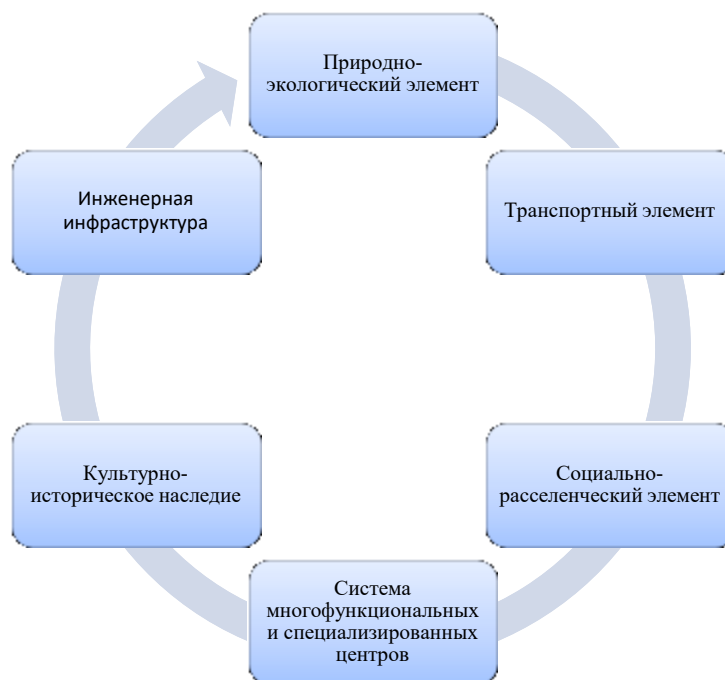 Природно-
экологический элемент
Транспортный элемент
Социально-
расселенческий элемент
Система
многофункциональных
и специализированных
центров
Культурно-
историческое наследие
Инженерная
инфраструктура